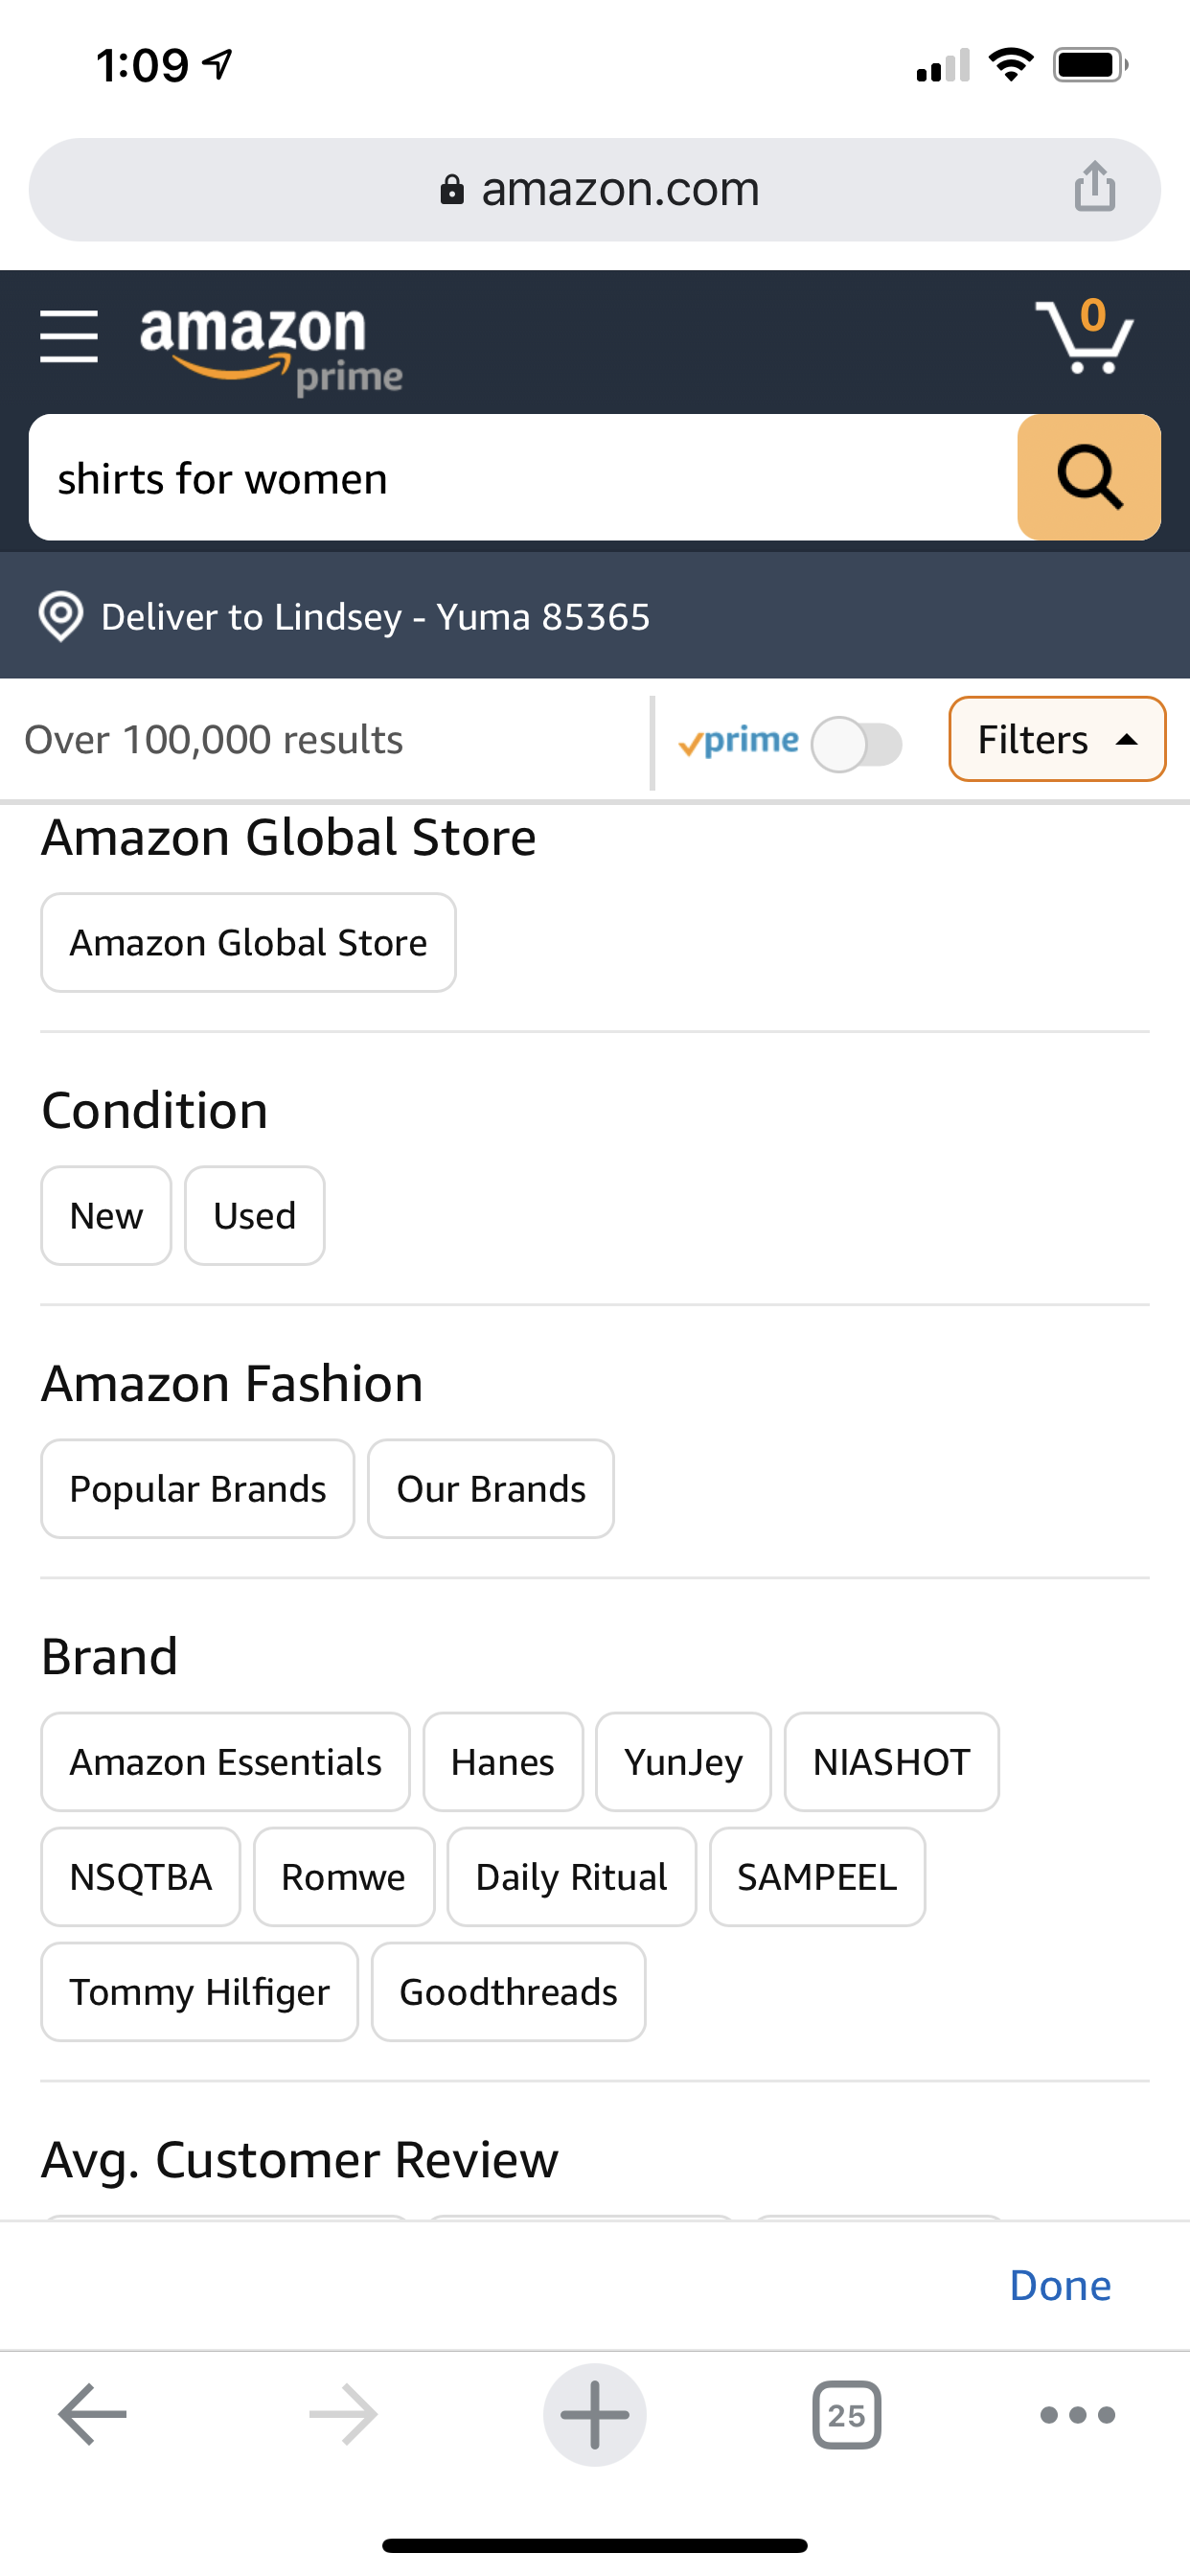 1:09
amazon.com
amazon
prime
0
shirts for women
Deliver to Lindsey - Yuma 85365
Over 100,000 results prime Filters
Amazon Global Store
Amazon Global Store
Condition
New Used
Amazon Fashion
Popular Brands Our Brands
Brand
Amazon Essentials Hanes YunJey NIASHOT
NSQTBA Romwe Daily Ritual SAMPEEL
Tommy Hilfiger Goodthreads
Avg. Customer Review
Done
25